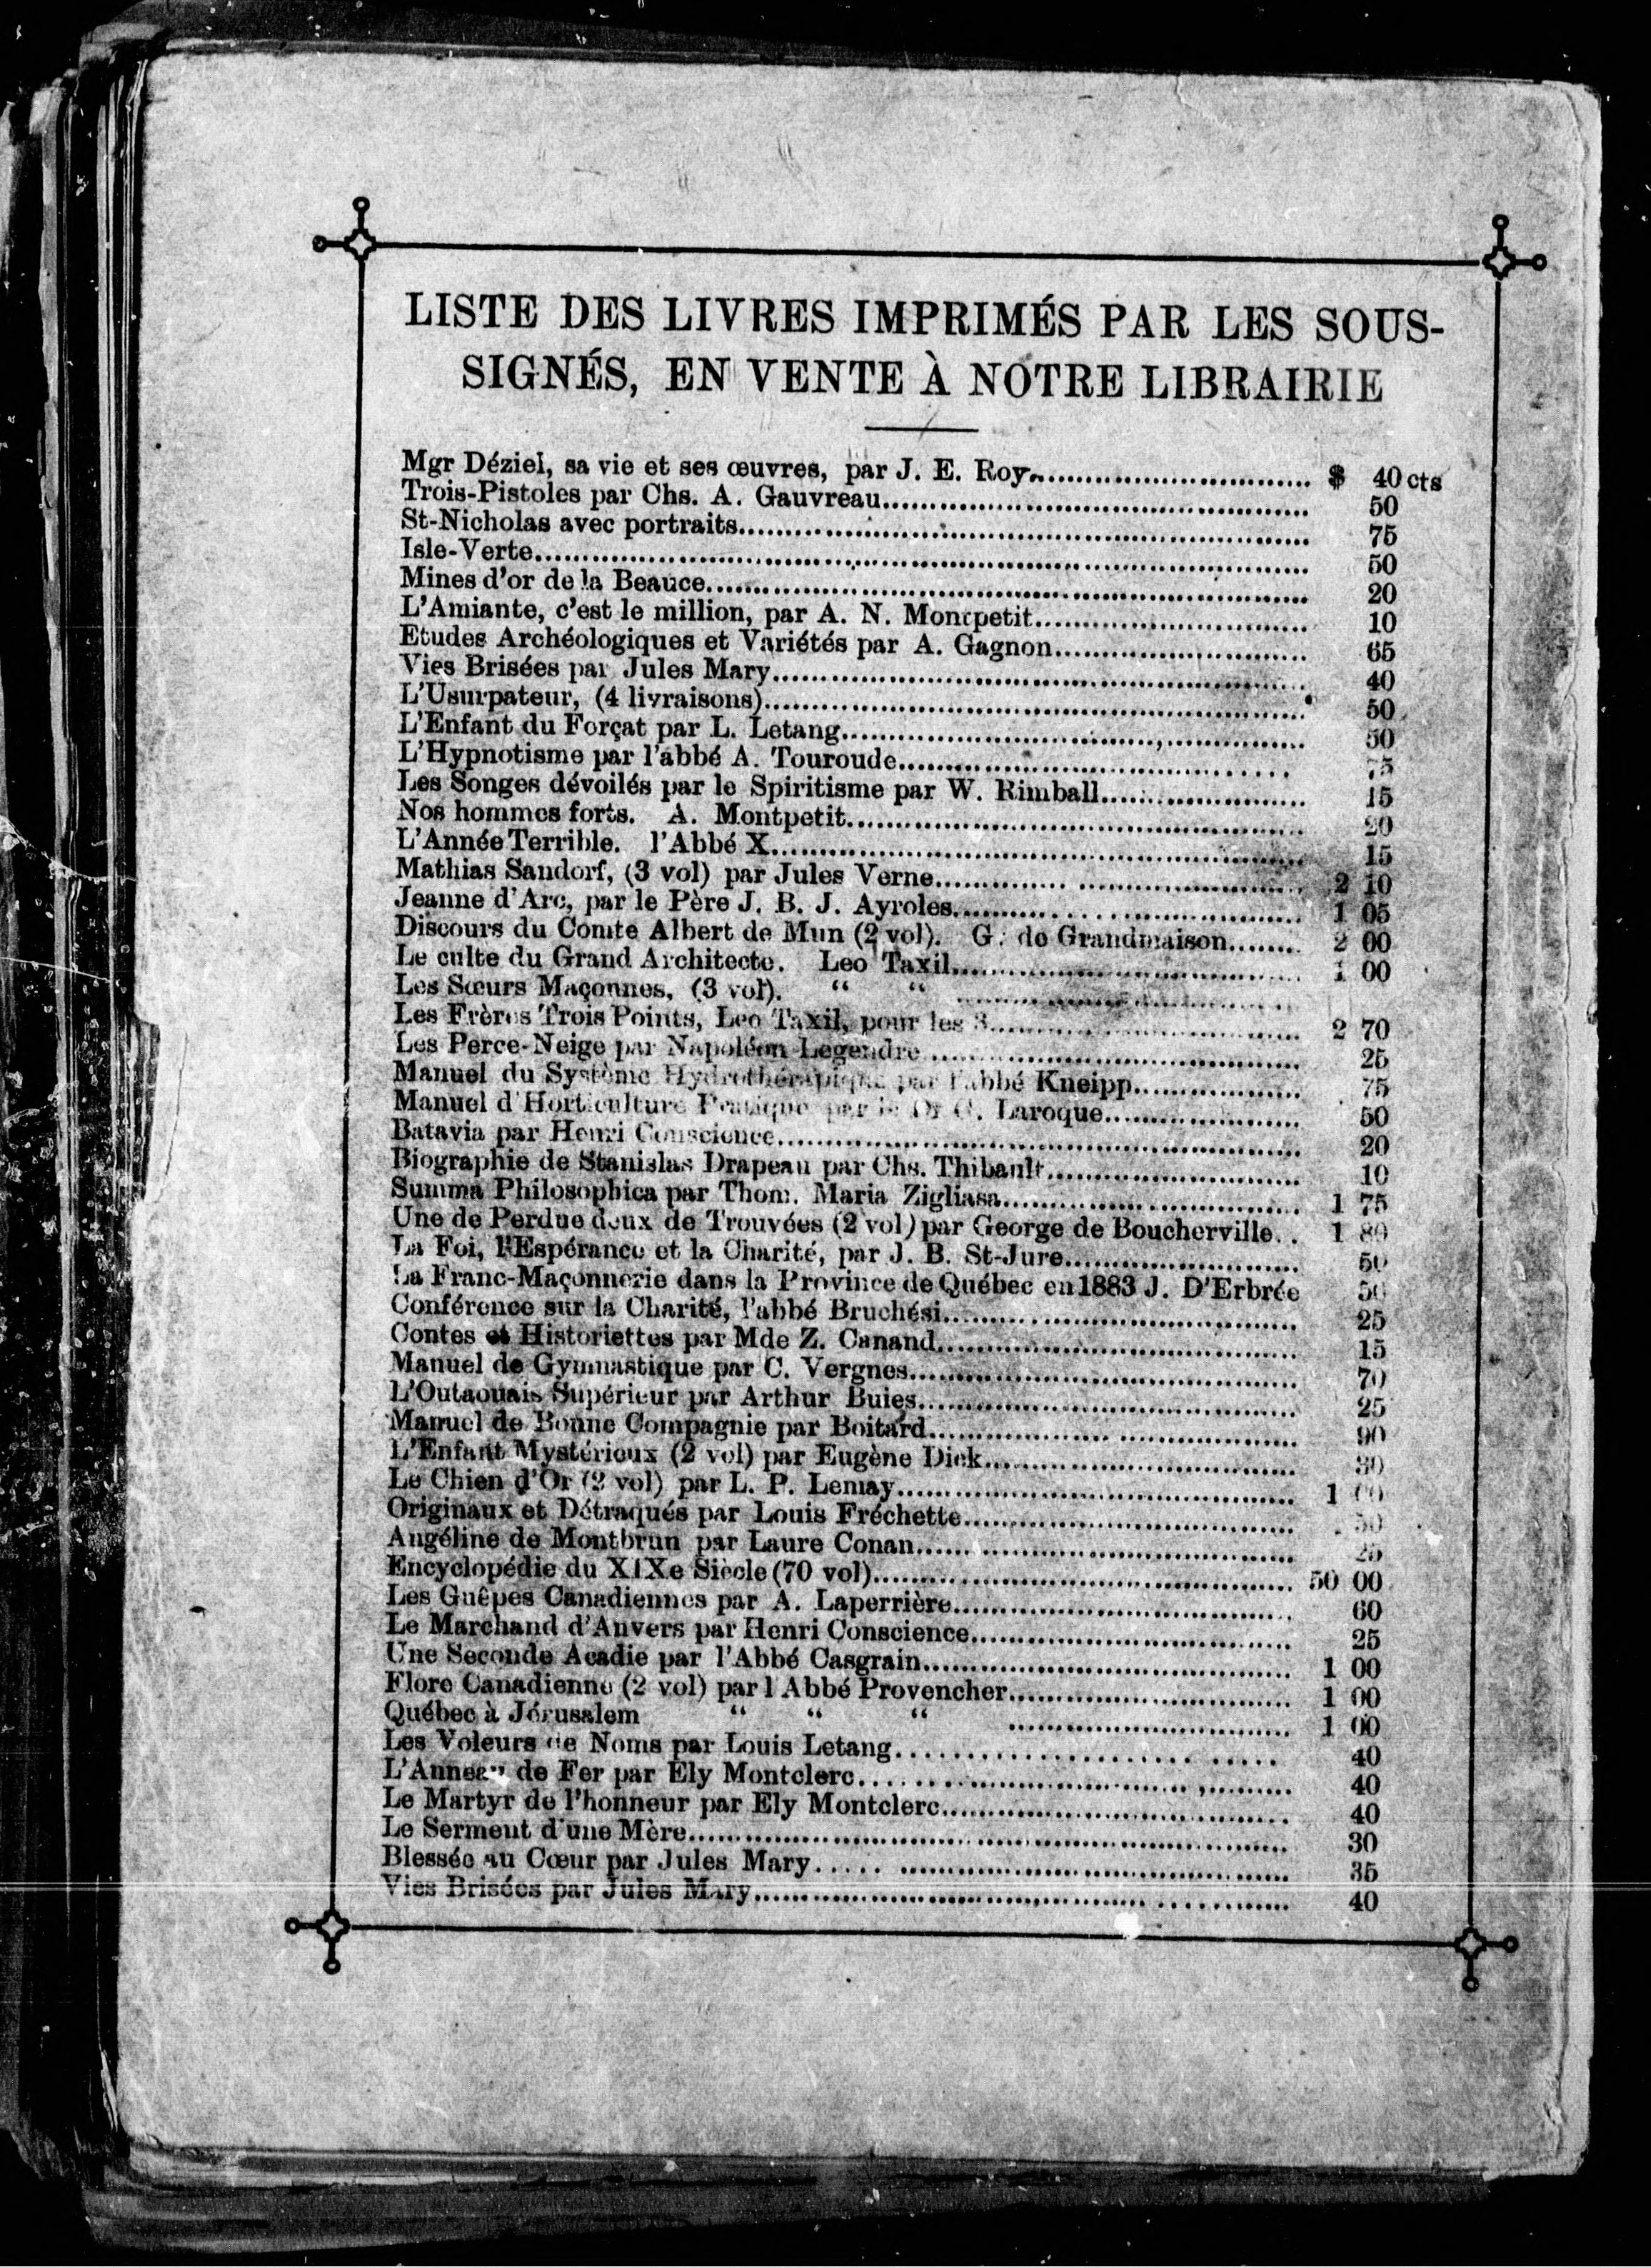 LISTE DES LIVRES IMPRIMÉS PAR LES SOUS-
SIGNÉS, EN VENTE À NOTRE LIBRAIRIE
Mgr Déziel, sa vie et ses œuvres, par J. E. Roy............ $ 40 cts
Trois-Pistoles par Chs. A. Gauvreau............ 50
St-Nicholas avec portraits............ 75
Isle-Verte............ 50
Mines d'or de la Beauce............ 20
L'Amiante, c'est le million, par A. N. Montpetit............ 10
Etudes Archéologiques et Variétés par A. Gagnon............ 65
Vies Brisées par Jules Mary............ 40
L'Usurpateur, (4 livraisons)............ 50
L'Enfant du Forçat par L. Letang............ 50
L'Hypnotisme par l'abbé A. Touroude............ 75
Les Songes dévoilés par le Spiritisme par W. Rimball............ 15
Nos hommes forts. A. Montpetit............ 20
L'Année Terrible. l'Abbé X............ 15
Mathias Sandorf, (3 vol) par Jules Verne............ 2 10
Jeanne d'Arc, par le Père J. B. J. Ayroles............ 1 05
Discours du Comte Albert de Mun (2 vol). G. de Grandmaison........ 2 00
Le culte du Grand Architecte. Leo Taxil............ 1 00
Les Sœurs Maçonnes, (3 vol). “ “ ............
Les Frères Trois Points, Leo Taxil, pour les 3............ 2 70
Les Perce-Neige par Napoléon Legendre............ 25
Manuel du Système Hydrothérapique par l'abbé Kneipp............ 75
Manuel d'Horticulture Pratique par le Dr G. Laroque............ 50
Batavia par Henri Conscience............ 20
Biographie de Stanislas Drapeau par Chs. Thibault............ 10
Summa Philosophica par Thom. Maria Zigliasa............ 1 75
Une de Perdue deux de Trouvées (2 vol) par George de Boucherville.. 1 80
La Foi, l'Espérance et la Charité, par J. B. St-Jure............ 50
La Franc-Maçonnerie dans la Province de Québec en 1883 J. D'Erbrée 50
Conférence sur la Charité, l'abbé Bruchési............ 25
Contes et Historiettes par Mde Z. Canand............ 15
Manuel de Gymnastique par C. Vergnes............ 70
L'Outaouais Supérieur par Arthur Buies............ 25
Manuel de Bonne Compagnie par Boitard............ 90
L'Enfant Mystérieux (2 vol) par Eugène Dick............ 30
Le Chien d'Or (2 vol) par L. P. Lemay............ 1 00
Originaux et Détraqués par Louis Fréchette............ 50
Angéline de Montbrun par Laure Conan............ 25
Encyclopédie du XIXe Siècle (70 vol)............ 50 00
Les Guêpes Canadiennes par A. Laperrière............ 60
Le Marchand d'Anvers par Henri Conscience............ 25
Une Seconde Acadie par l'Abbé Casgrain............ 1 00
Flore Canadienne (2 vol) par l Abbé Provencher............ 1 00
Québec à Jérusalem “ “ “ ............ 1 00
Les Voleurs de Noms par Louis Letang............ 40
L'Anneau de Fer par Ely Montclerc............ 40
Le Martyr de l'honneur par Ely Montclerc............ 40
Le Serment d'une Mère............ 30
Blessée au Cœur par Jules Mary............ 35
Vies Brisées par Jules Mary............ 40